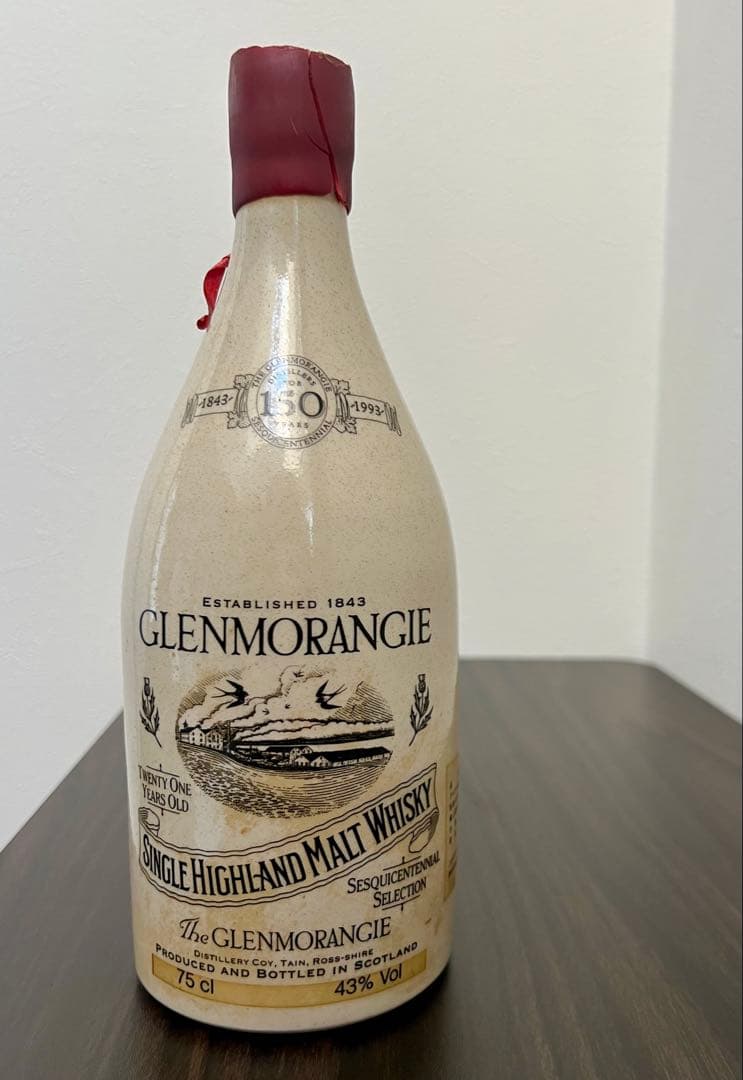 THE GLENMORANGIE
DISTILLERS
FOR
150
YEARS
SESQUICENTENNIAL
1843
1993
ESTABLISHED 1843
GLENMORANGIE
TWENTY ONE
YEARS OLD
SINGLE HIGHLAND MALT WHISKY
SESQUICENTENNIAL
SELECTION
The GLENMORANGIE
DISTILLERY COY, TAIN, ROSS-SHIRE
PRODUCED AND BOTTLED IN SCOTLAND
75 cl 43% Vol